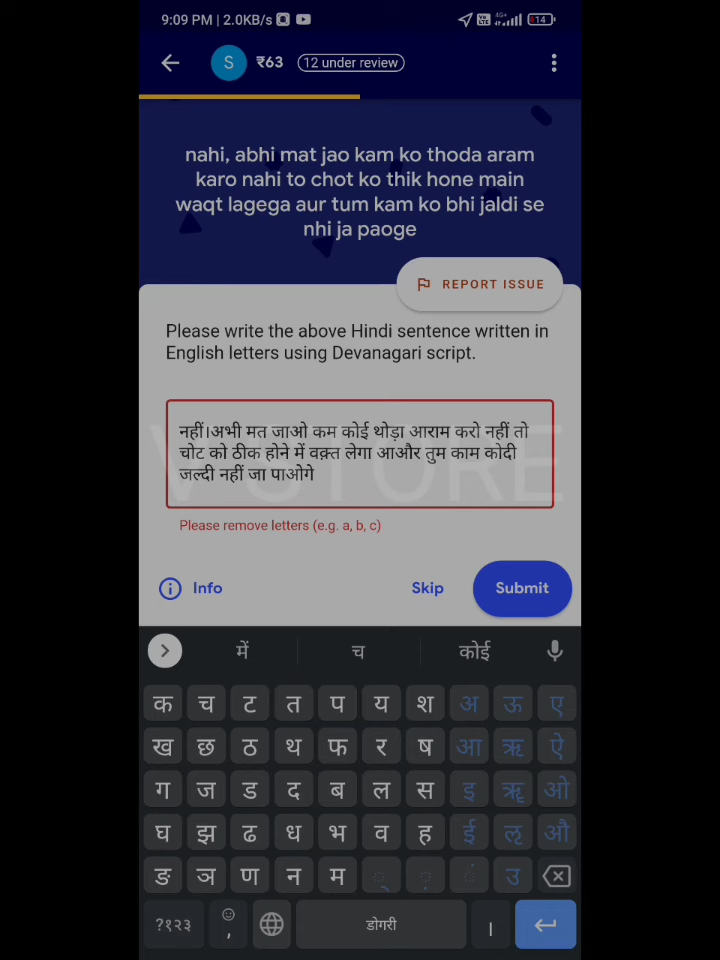 9:09 PM | 2.0KB/s
4G+
14
S ₹63 12 under review
nahi, abhi mat jao kam ko thoda aram
karo nahi to chot ko thik hone main
waqt lagega aur tum kam ko bhi jaldi se
nhi ja paoge
REPORT ISSUE
Please write the above Hindi sentence written in
English letters using Devanagari script.
V STORE
नहीं।अभी मत जाओ कम कोई थोड़ा आराम करो नहीं तो
चोट को ठीक होने में वक़्त लेगा आऔर तुम काम कोदी
जल्दी नहीं जा पाओगे
Please remove letters (e.g. a, b, c)
Info Skip Submit
में च कोई
क च ट त प य श अ ऊ ए
ख छ ठ थ फ र ष आ ऋ ऐ
ग ज ड द ब ल स इ ॠ ओ
घ झ ढ ध भ व ह ई ऌ औ
ङ ञ ण न म उ
?१२३ , डोगरी ।